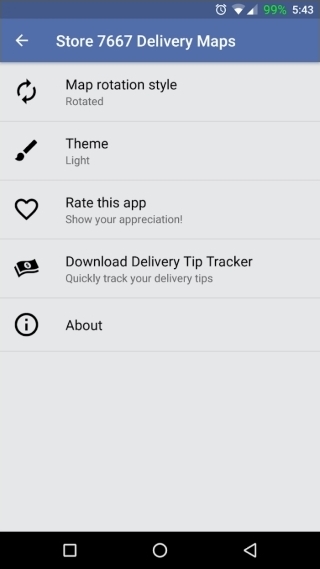 99% 5:43
Store 7667 Delivery Maps
Map rotation style
Rotated
Theme
Light
Rate this app
Show your appreciation!
Download Delivery Tip Tracker
Quickly track your delivery tips
About